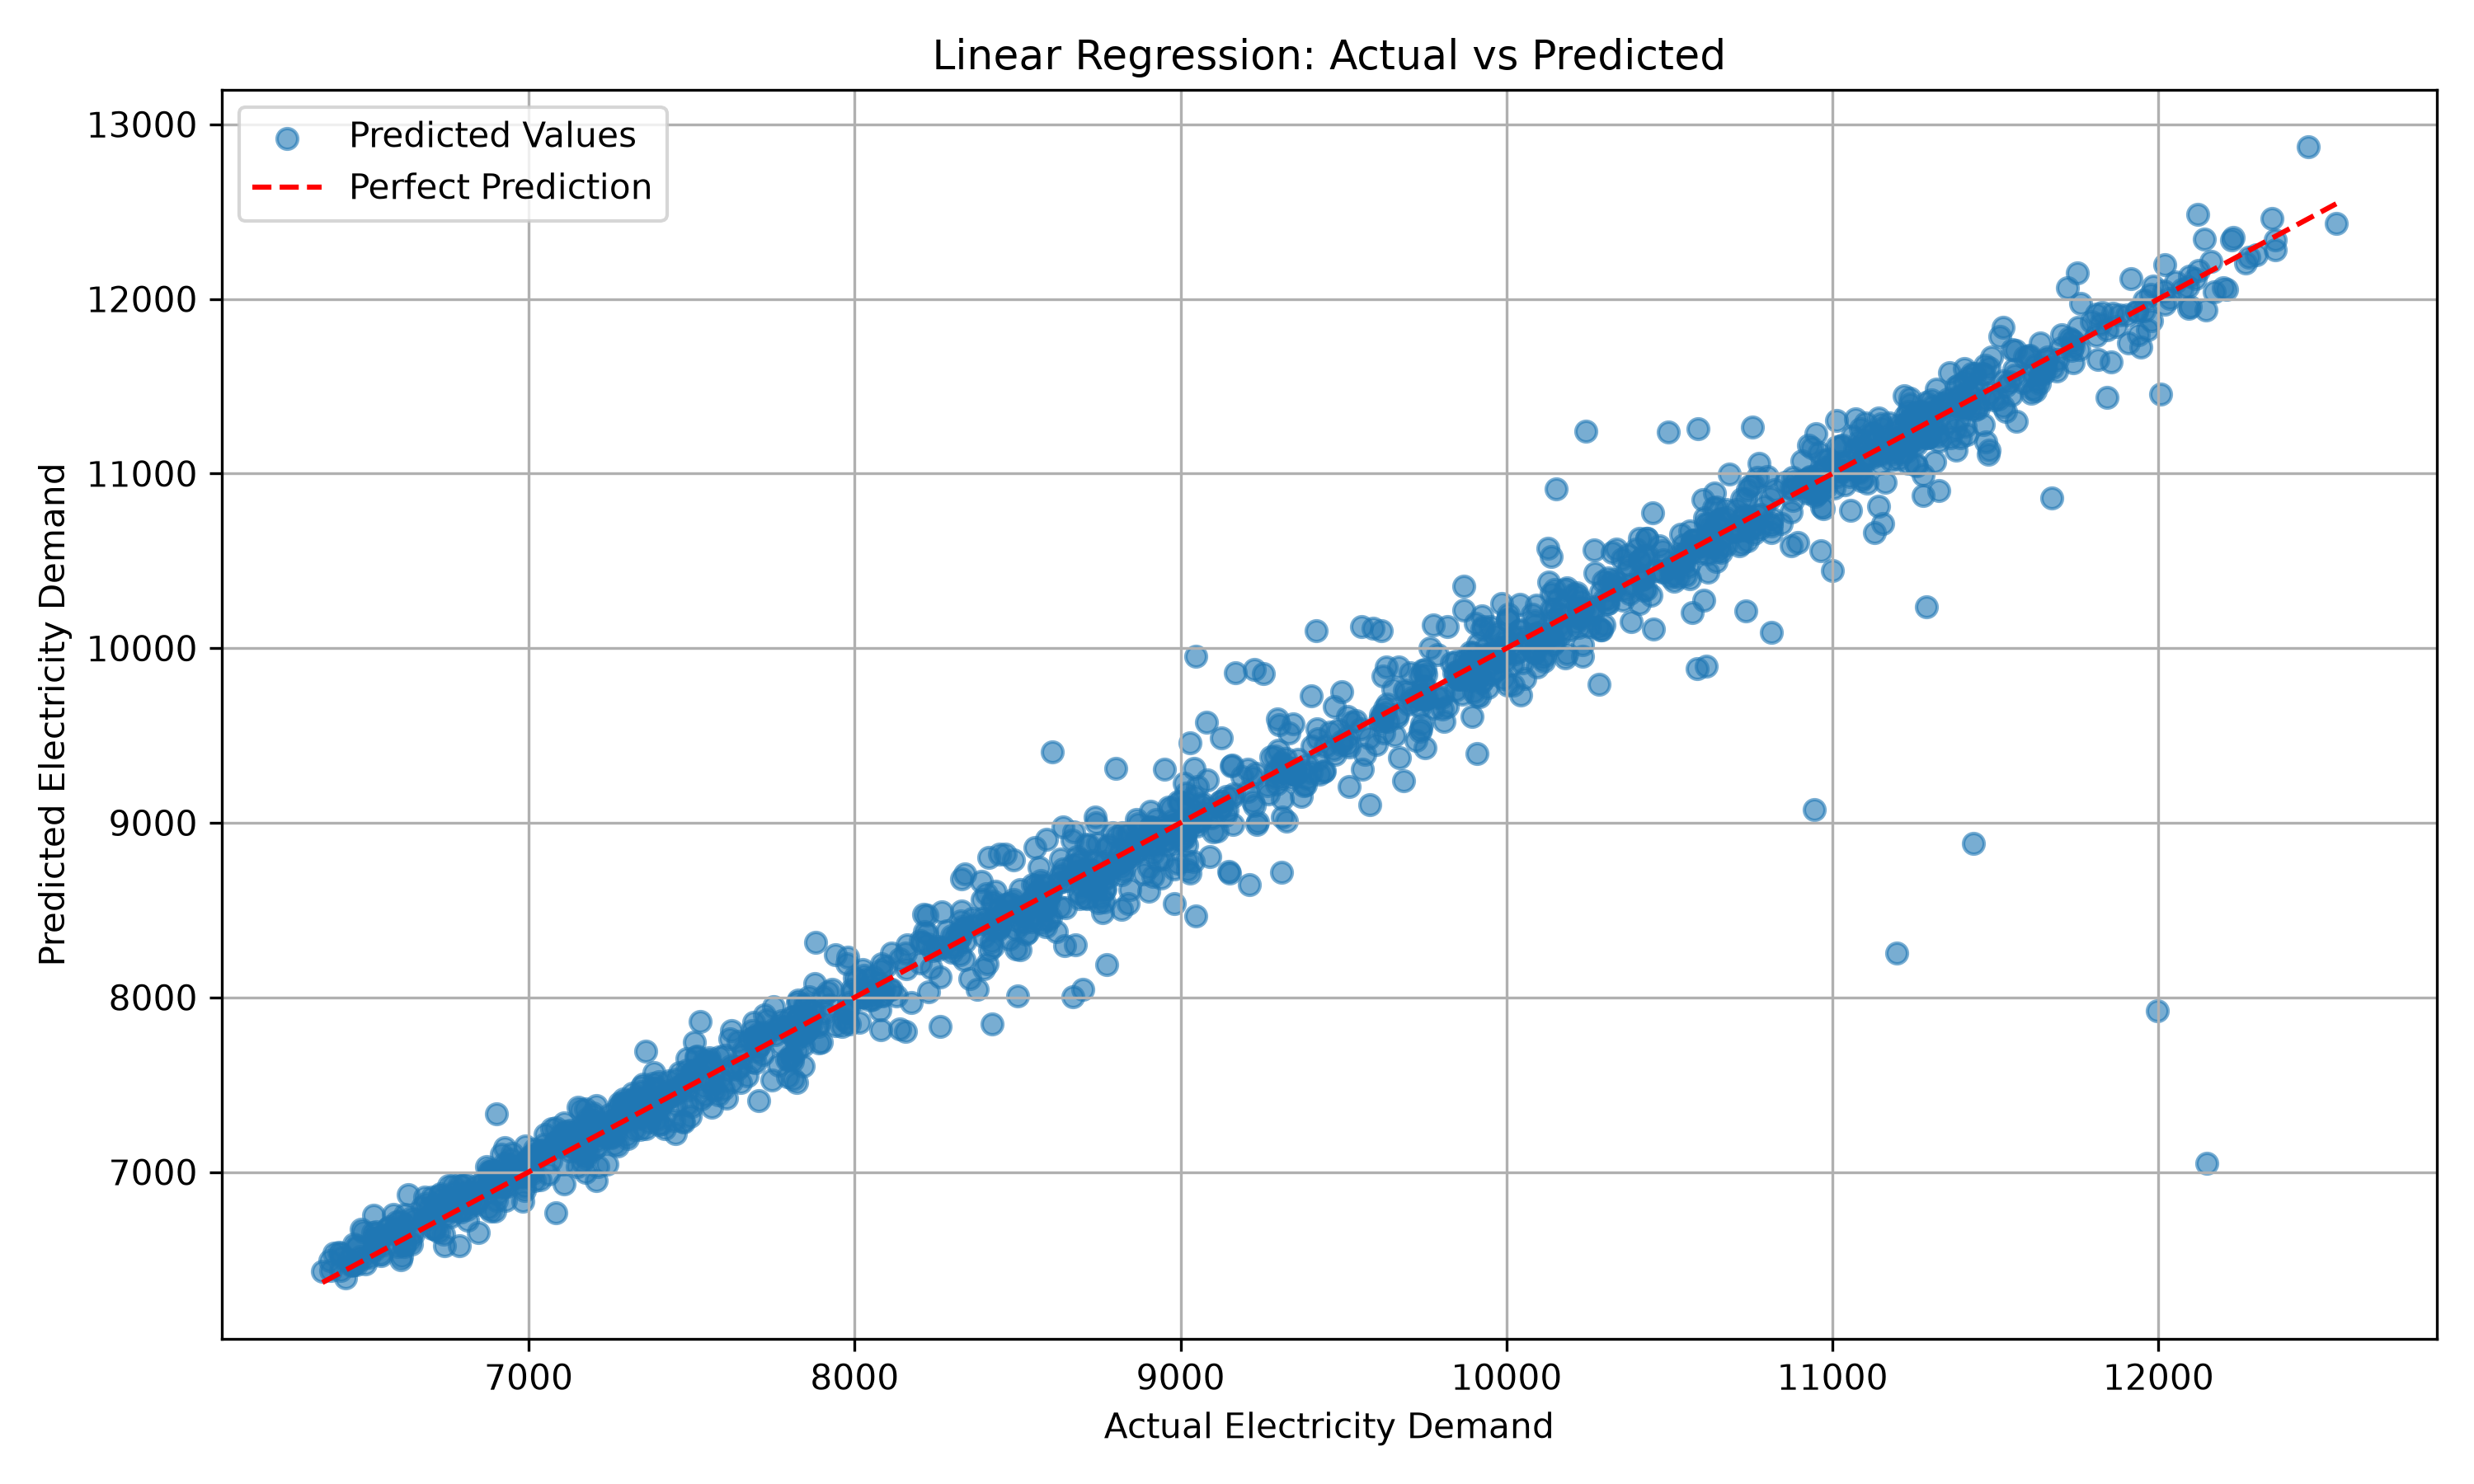 Linear Regression: Actual vs Predicted
Predicted Values
Perfect Prediction
Predicted Electricity Demand
13000
12000
11000
10000
9000
8000
7000
7000 8000 9000 10000 11000 12000
Actual Electricity Demand